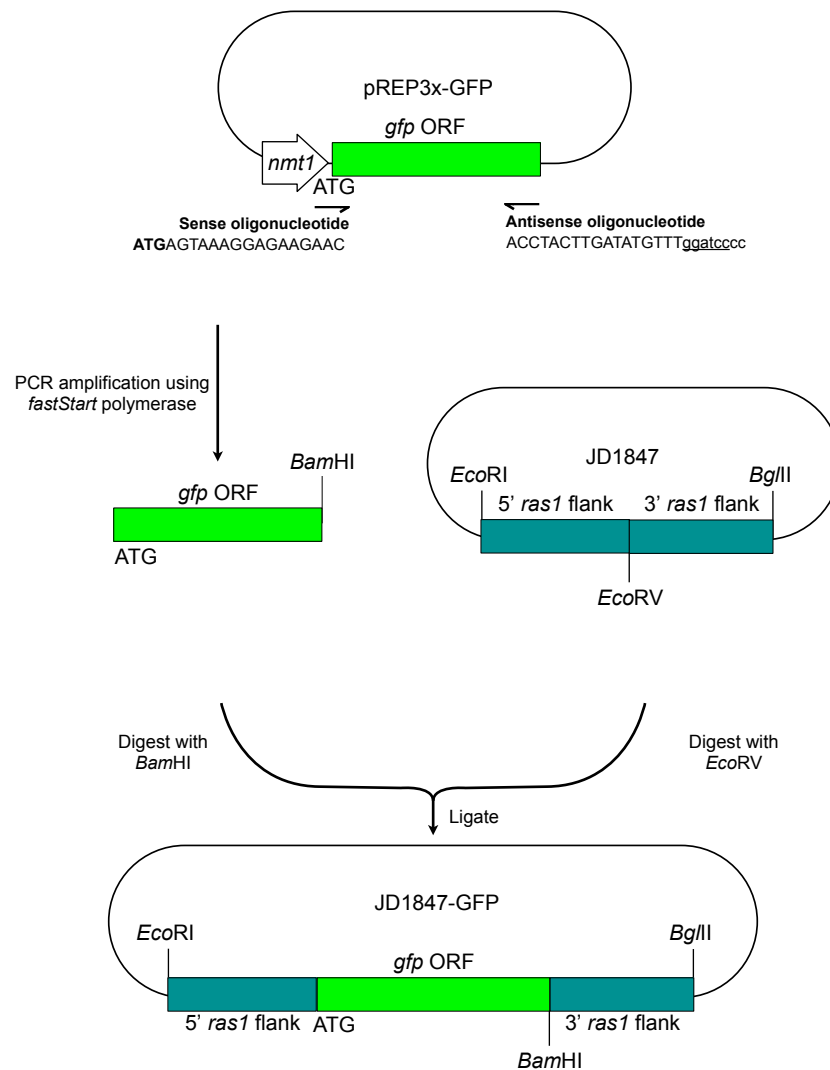 pREP3x-GFP
gfp ORF
nmt1
ATG
Sense oligonucleotide
ATGAGTAAAGGAGAAGAAC
Antisense oligonucleotide
ACCTACTTGATATGTTTggatcccc
PCR amplification using
fastStart polymerase
BamHI
gfp ORF
ATG
JD1847
EcoRI
BglII
5' ras1 flank
3' ras1 flank
EcoRV
Digest with
BamHI
Digest with
EcoRV
Ligate
JD1847-GFP
EcoRI
BglII
gfp ORF
5' ras1 flank
ATG
3' ras1 flank
BamHI